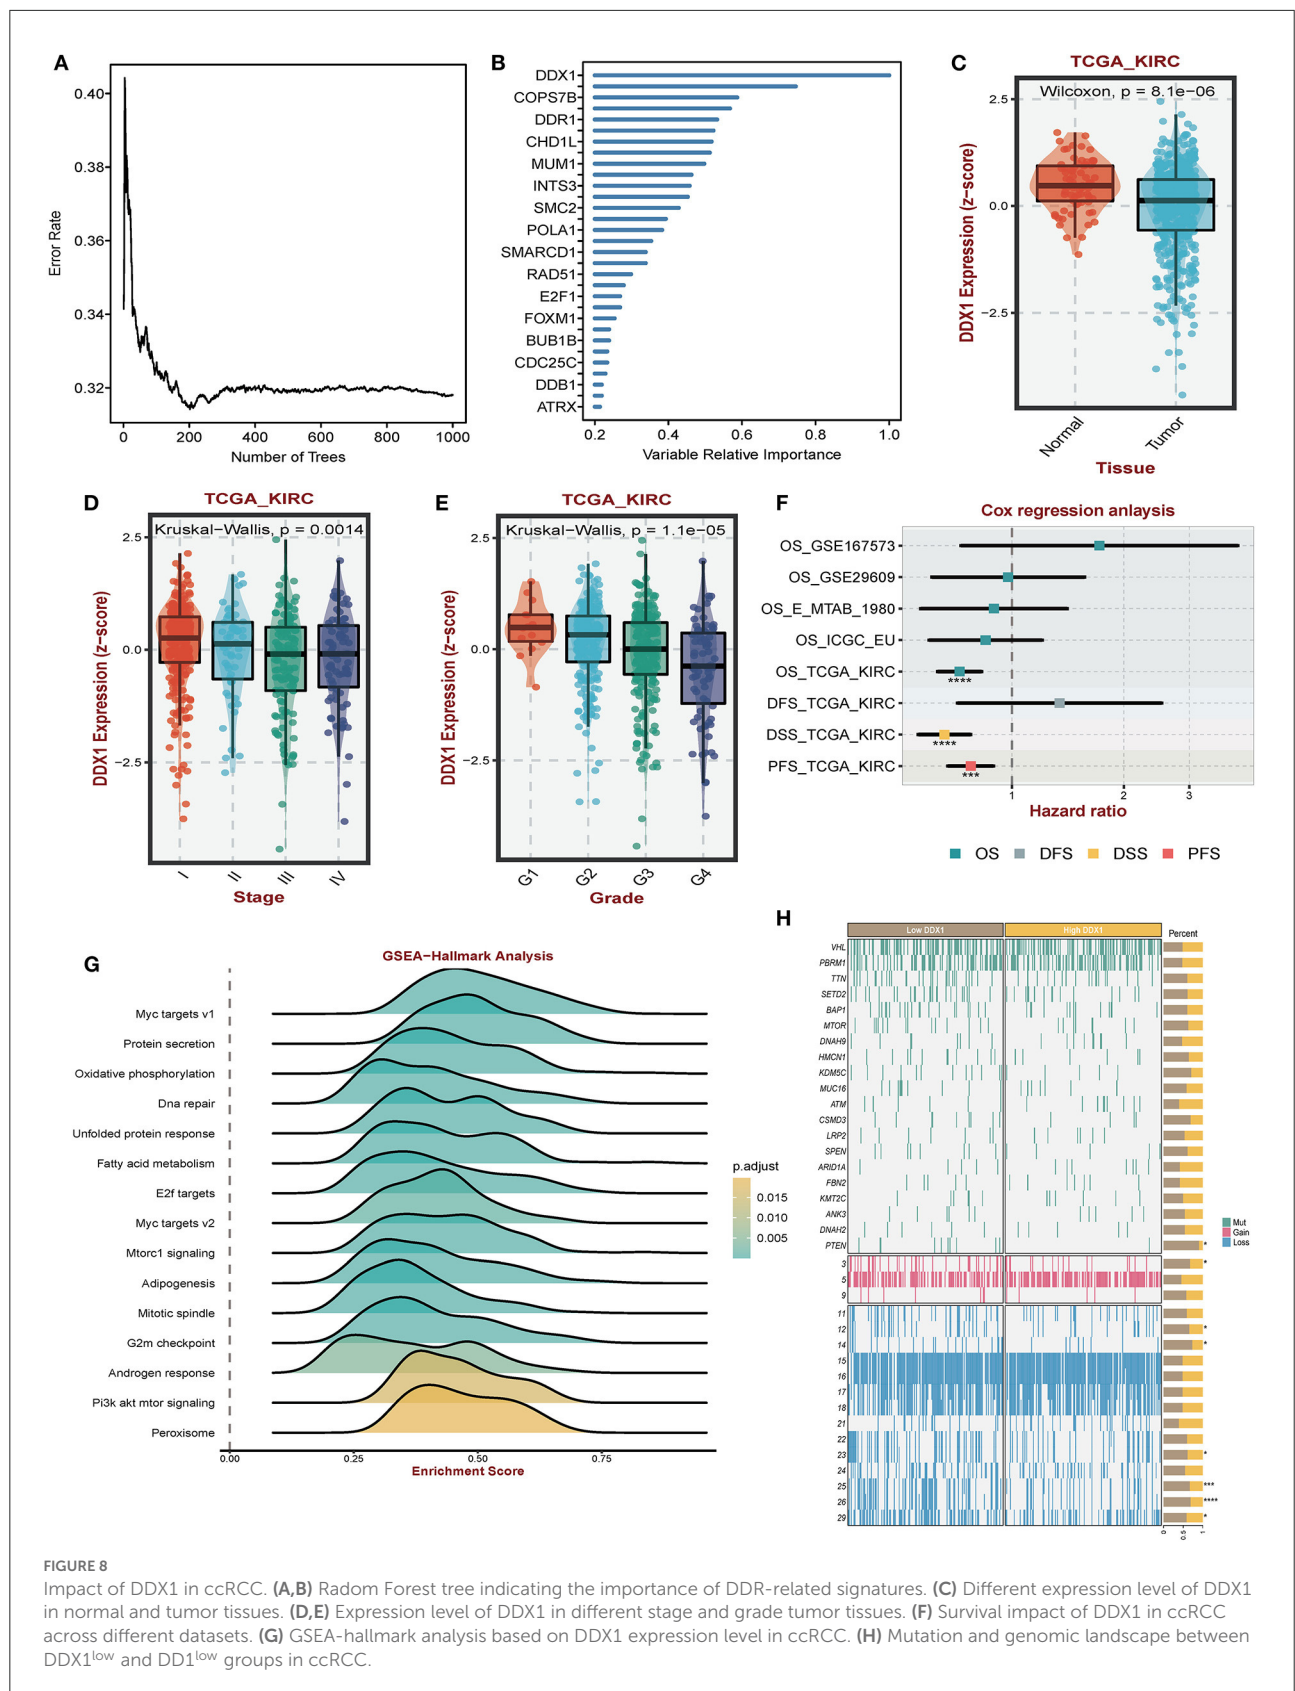 A
Error Rate
0.40
0.38
0.36
0.34
0.32
0 200 400 600 800 1000
Number of Trees
B
DDX1
COPS7B
DDR1
CHD1L
MUM1
INTS3
SMC2
POLA1
SMARCD1
RAD51
E2F1
FOXM1
BUB1B
CDC25C
DDB1
ATRX
0.2 0.4 0.6 0.8 1.0
Variable Relative Importance
C
TCGA_KIRC
Wilcoxon, p = 8.1e−06
DDX1 Expression (z−score)
2.5
0.0
−2.5
Normal Tumor
Tissue
D
TCGA_KIRC
Kruskal−Wallis, p = 0.0014
DDX1 Expression (z−score)
2.5
0.0
−2.5
I II III IV
Stage
E
TCGA_KIRC
Kruskal−Wallis, p = 1.1e−05
DDX1 Expression (z−score)
2.5
0.0
−2.5
G1 G2 G3 G4
Grade
F
Cox regression anlaysis
OS_GSE167573
OS_GSE29609
OS_E_MTAB_1980
OS_ICGC_EU
OS_TCGA_KIRC
****
DFS_TCGA_KIRC
DSS_TCGA_KIRC
****
PFS_TCGA_KIRC
***
1 2 3
Hazard ratio
OS DFS DSS PFS
G
GSEA−Hallmark Analysis
Myc targets v1
Protein secretion
Oxidative phosphorylation
Dna repair
Unfolded protein response
Fatty acid metabolism
E2f targets
Myc targets v2
Mtorc1 signaling
Adipogenesis
Mitotic spindle
G2m checkpoint
Androgen response
Pi3k akt mtor signaling
Peroxisome
0.00 0.25 0.50 0.75
Enrichment Score
p.adjust
0.015
0.010
0.005
H
Low DDX1 High DDX1 Percent
VHL
PBRM1
TTN
SETD2
BAP1
MTOR
DNAH9
HMCN1
KDM5C
MUC16
ATM
CSMD3
LRP2
SPEN
ARID1A
FBN2
KMT2C
ANK3
DNAH2
PTEN *
3 *
5
9
11
12 *
14 *
15
16
17
18
21
22
23 *
24
25 ***
26 ****
29 *
0 0.5 1
Mut
Gain
Loss
FIGURE 8
Impact of DDX1 in ccRCC. (A,B) Radom Forest tree indicating the importance of DDR-related signatures. (C) Different expression level of DDX1
in normal and tumor tissues. (D,E) Expression level of DDX1 in different stage and grade tumor tissues. (F) Survival impact of DDX1 in ccRCC
across different datasets. (G) GSEA-hallmark analysis based on DDX1 expression level in ccRCC. (H) Mutation and genomic landscape between
DDX1low and DD1low groups in ccRCC.